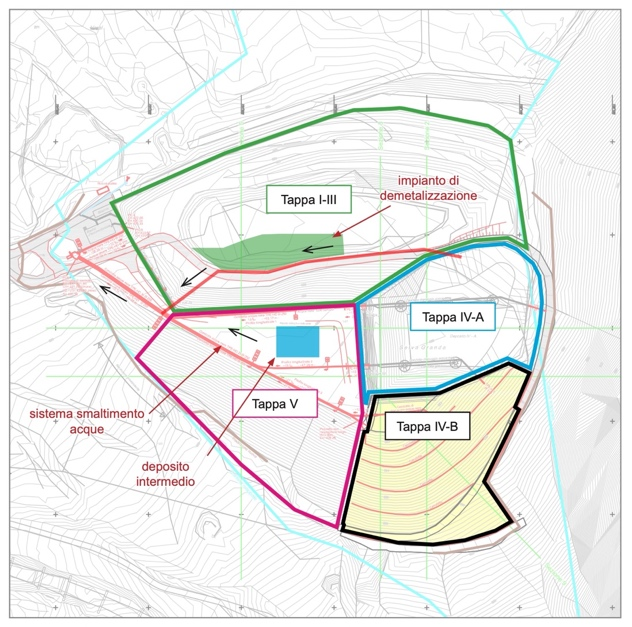 impianto di
demetalizzazione
Tappa I-III
Tappa IV-A
Tappa V
Tappa IV-B
sistema smaltimento
acque
deposito
intermedio